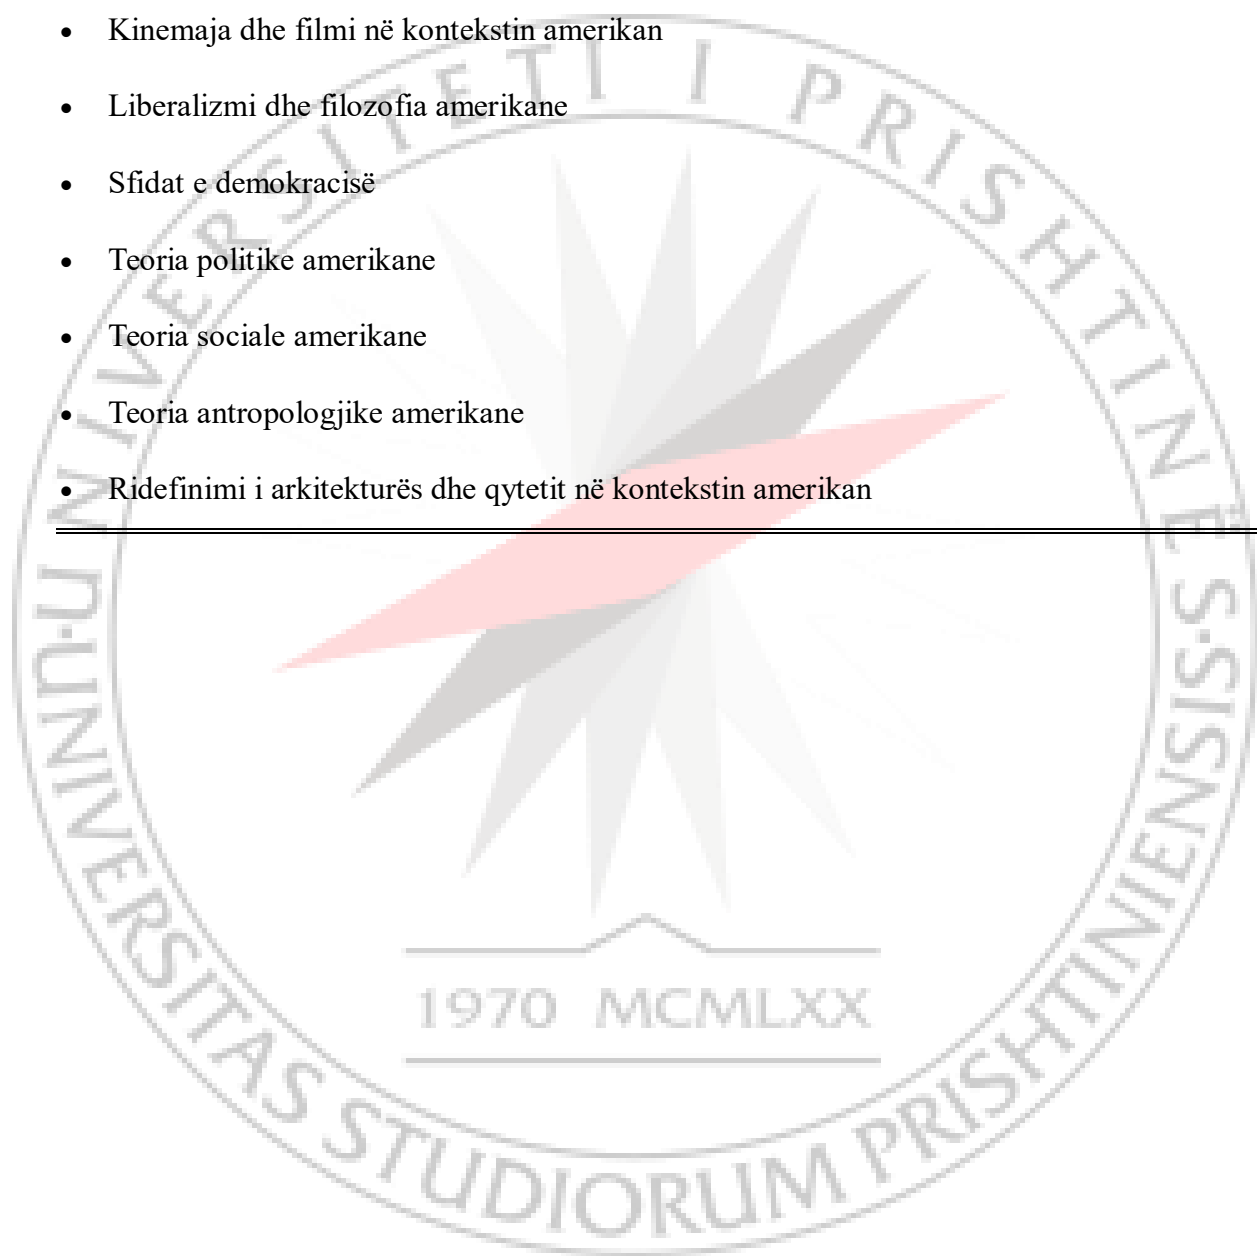 • Kinemaja dhe filmi në kontekstin amerikan
• Liberalizmi dhe filozofia amerikane
• Sfidat e demokracisë
• Teoria politike amerikane
• Teoria sociale amerikane
• Teoria antropologjike amerikane
• Ridefinimi i arkitekturës dhe qytetit në kontekstin amerikan
UNIVERSITETI I PRISHTINËS
UNIVERSITAS STUDIORUM PRISHTINIENSIS
1970 MCMLXX